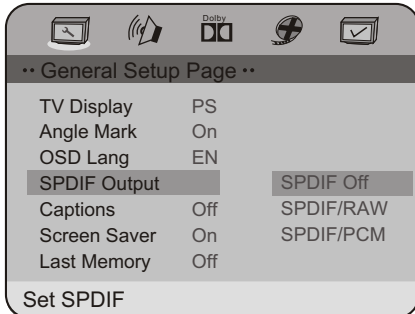 Dolby
•• General Setup Page ••
TV Display PS
Angle Mark On
OSD Lang EN
SPDIF Output SPDIF Off
Captions Off SPDIF/RAW
Screen Saver On SPDIF/PCM
Last Memory Off
Set SPDIF